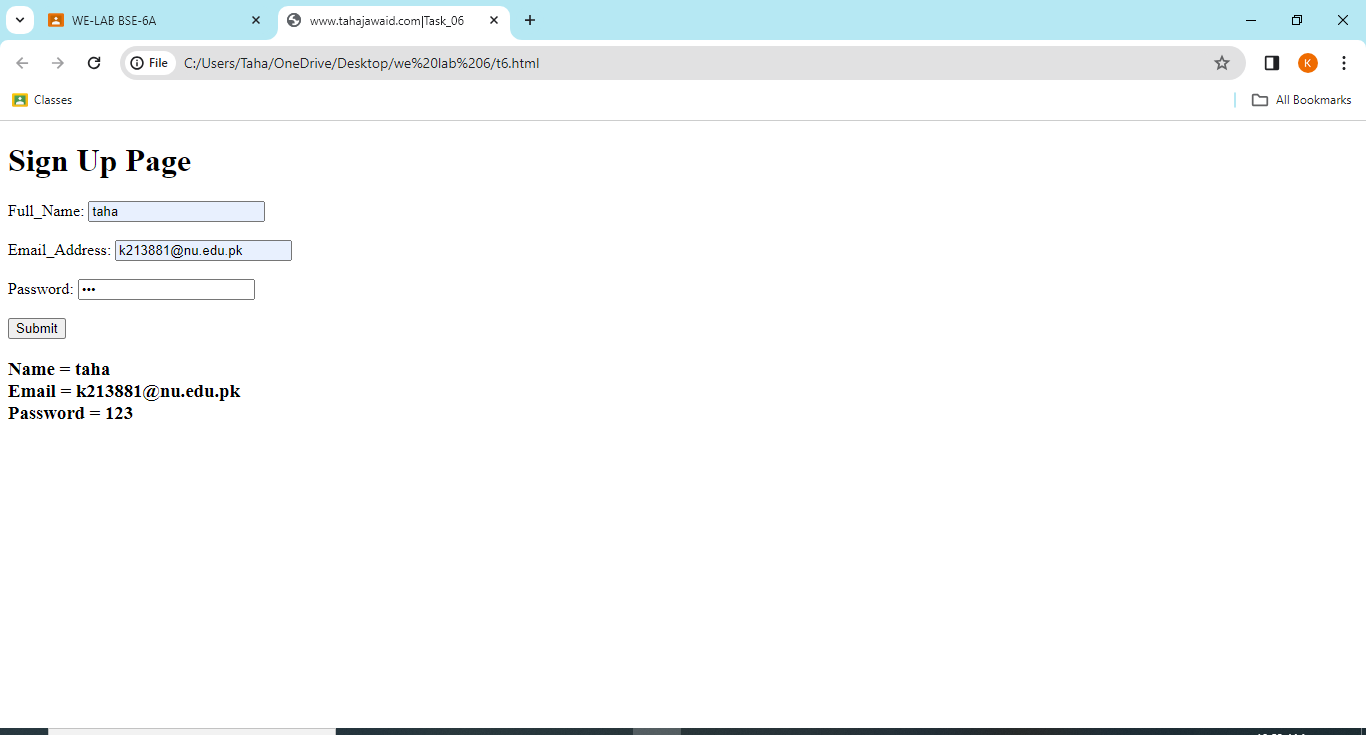 WE-LAB BSE-6A
www.tahajawaid.com|Task_06
File
C:/Users/Taha/OneDrive/Desktop/we%20lab%206/t6.html
K
Classes
All Bookmarks
Sign Up Page
Full_Name: taha
Email_Address: k213881@nu.edu.pk
Password: •••
Submit
Name = taha
Email = k213881@nu.edu.pk
Password = 123